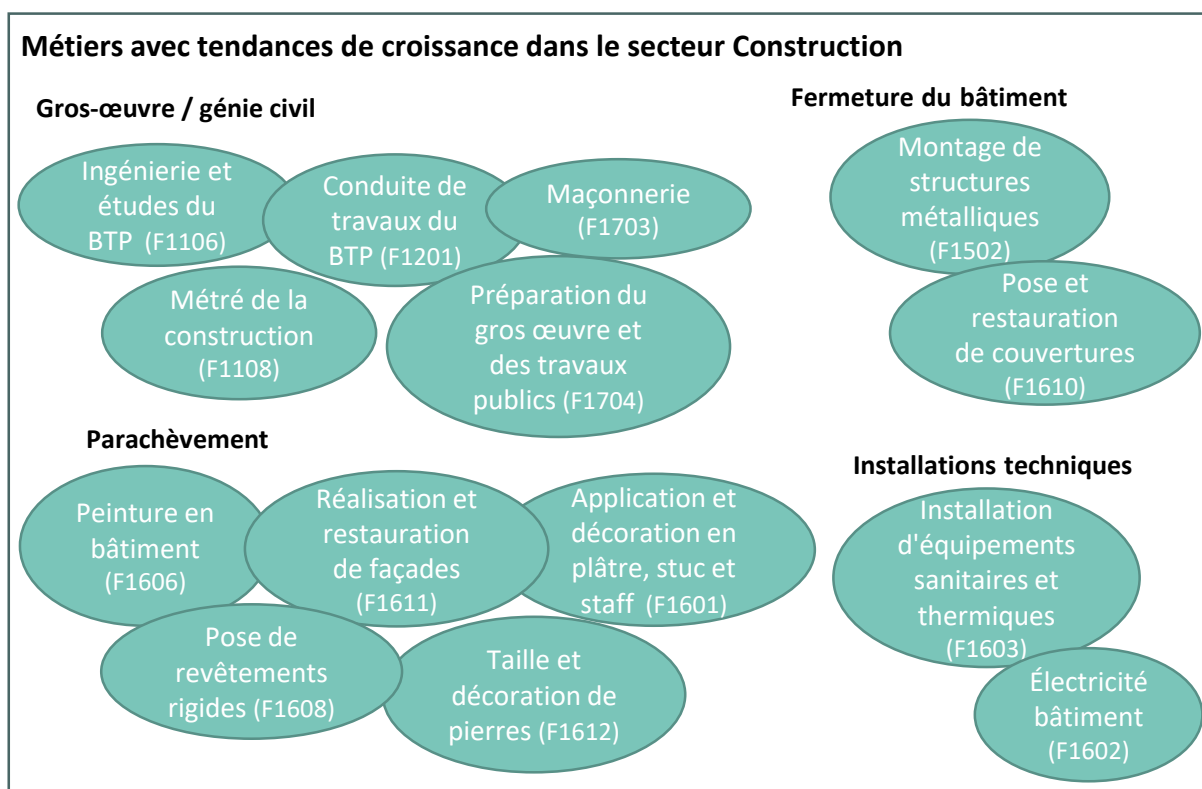 Métiers avec tendances de croissance dans le secteur Construction
Gros-œuvre / génie civil
Ingénierie et
études du
BTP (F1106)
Conduite de
travaux du
BTP (F1201)
Maçonnerie
(F1703)
Métré de la
construction
(F1108)
Préparation du
gros œuvre et
des travaux
publics (F1704)
Fermeture du bâtiment
Montage de
structures
métalliques
(F1502)
Pose et
restauration
de couvertures
(F1610)
Parachèvement
Peinture en
bâtiment
(F1606)
Réalisation et
restauration
de façades
(F1611)
Application et
décoration en
plâtre, stuc et
staff (F1601)
Pose de
revêtements
rigides (F1608)
Taille et
décoration de
pierres (F1612)
Installations techniques
Installation
d'équipements
sanitaires et
thermiques
(F1603)
Électricité
bâtiment
(F1602)